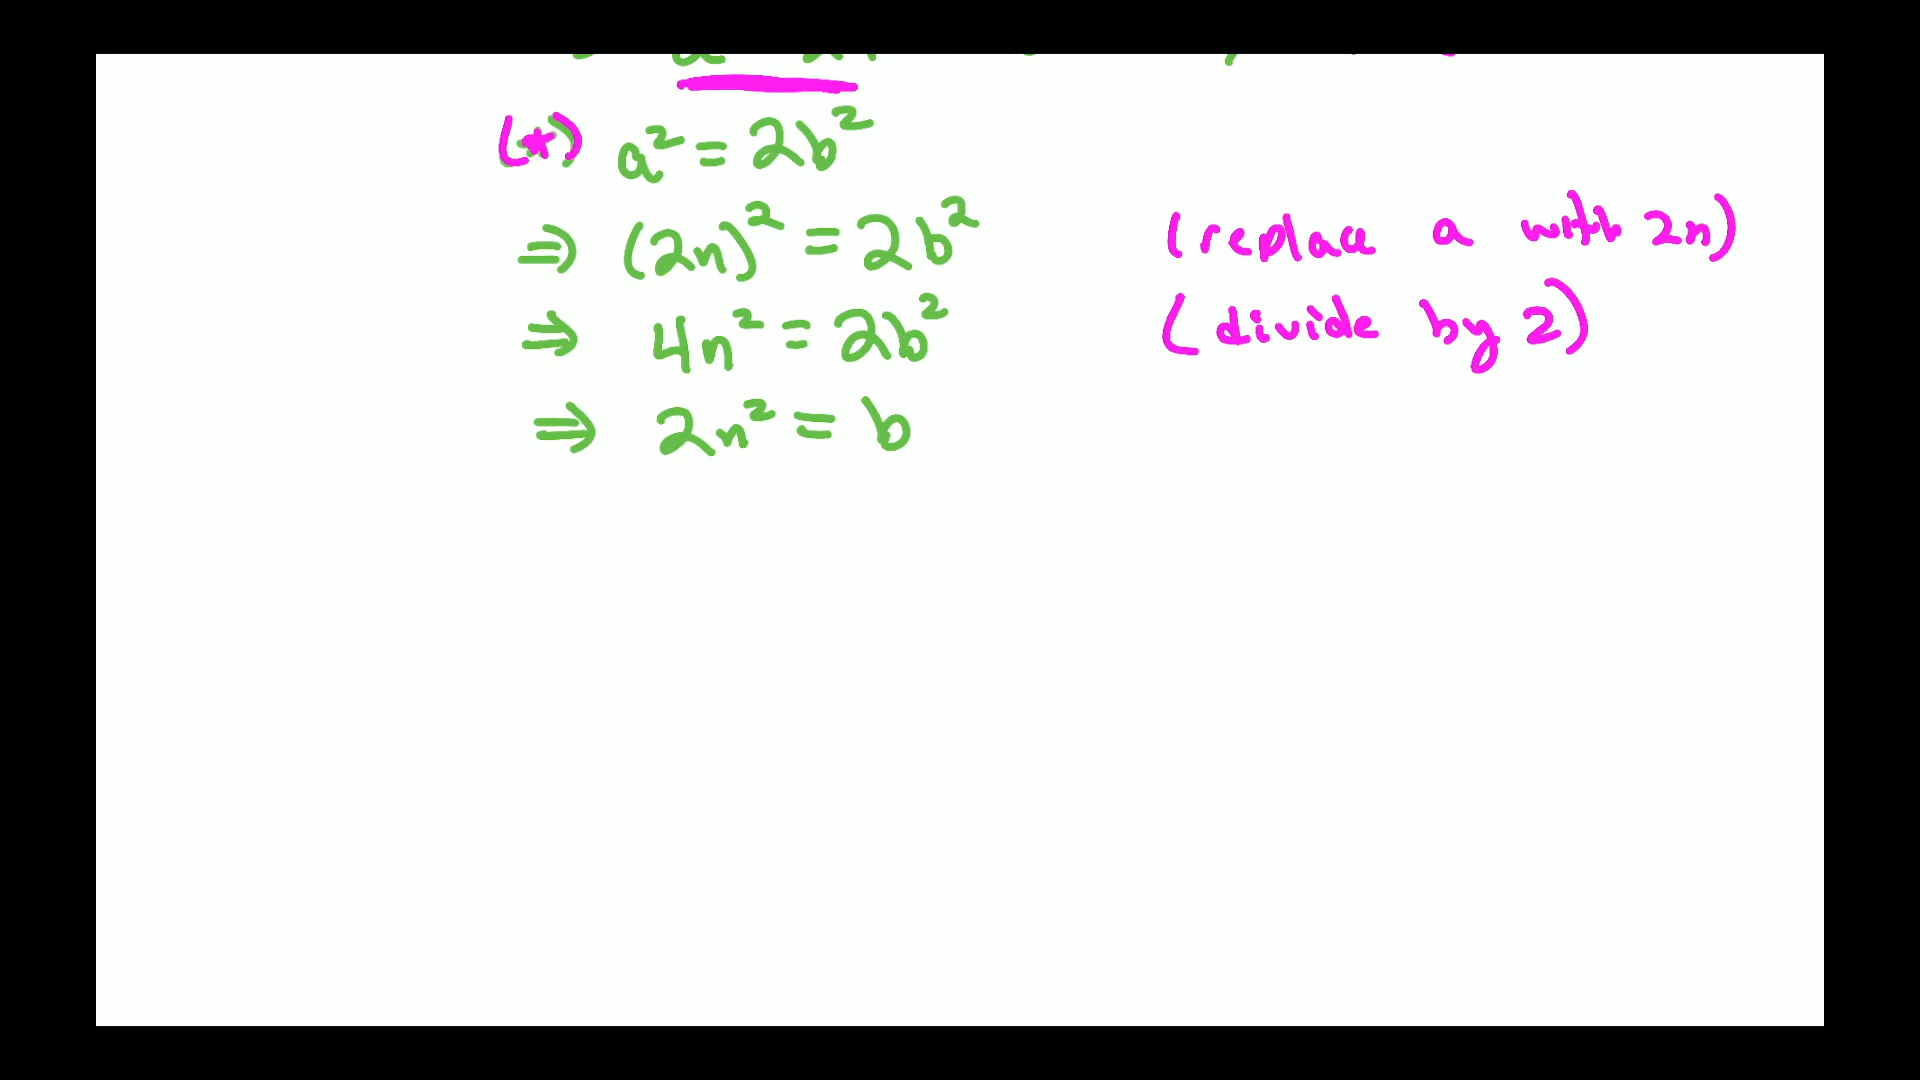 (*) a² = 2b²
⇒ (2n)² = 2b² (replace a with 2n)
⇒ 4n² = 2b² (divide by 2)
⇒ 2n² = b